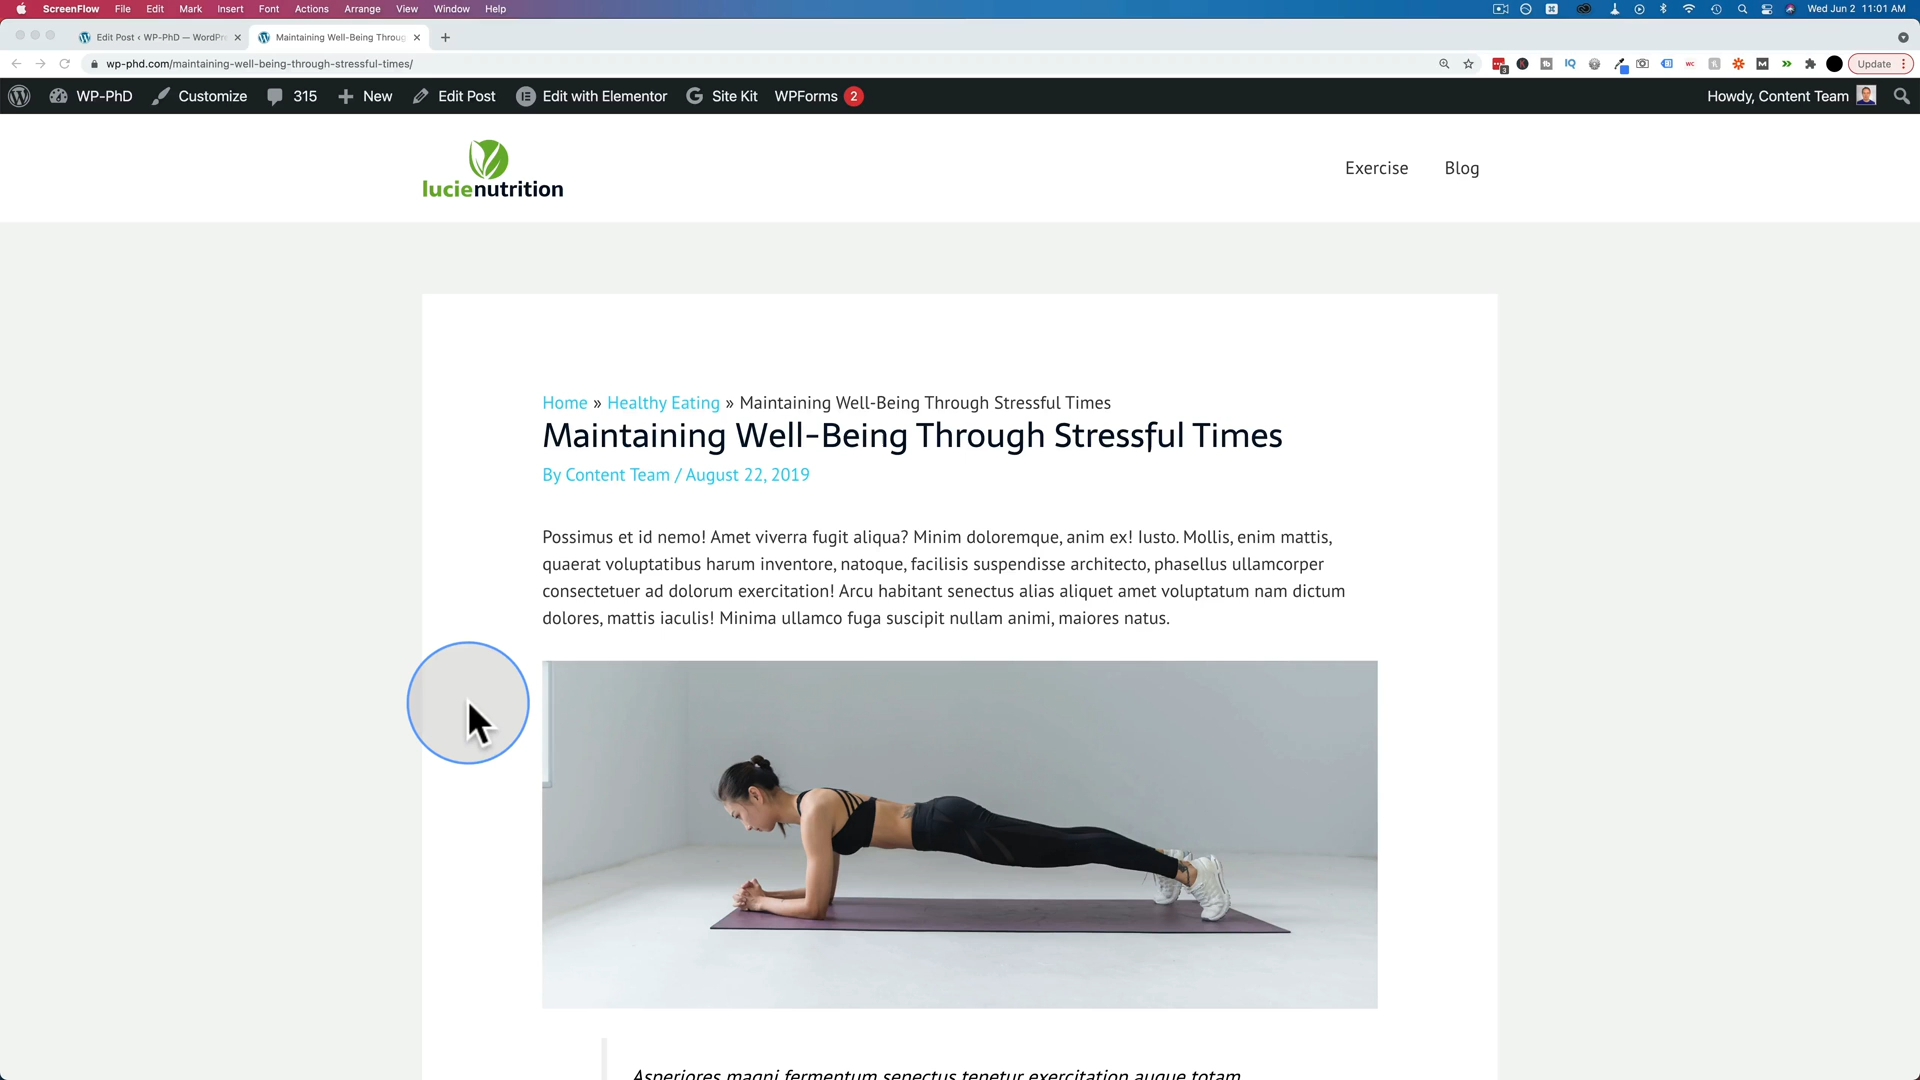 ScreenFlow File Edit Mark Insert Font Actions Arrange View Window Help Wed Jun 2 11:01 AM
Edit Post ‹ WP-PhD — WordPr Maintaining Well-Being Throug
wp-phd.com/maintaining-well-being-through-stressful-times/ Update
WP-PhD Customize 315 New Edit Post Edit with Elementor Site Kit WPForms 2 Howdy, Content Team
lucienutrition
Exercise Blog
Home » Healthy Eating » Maintaining Well-Being Through Stressful Times
Maintaining Well-Being Through Stressful Times
By Content Team / August 22, 2019
Possimus et id nemo! Amet viverra fugit aliqua? Minim doloremque, anim ex! Iusto. Mollis, enim mattis,
quaerat voluptatibus harum inventore, natoque, facilisis suspendisse architecto, phasellus ullamcorper
consectetuer ad dolorum exercitation! Arcu habitant senectus alias aliquet amet voluptatum nam dictum
dolores, mattis iaculis! Minima ullamco fuga suscipit nullam animi, maiores natus.
Asperiores magni fermentum senectus tenetur exercitation augue totam